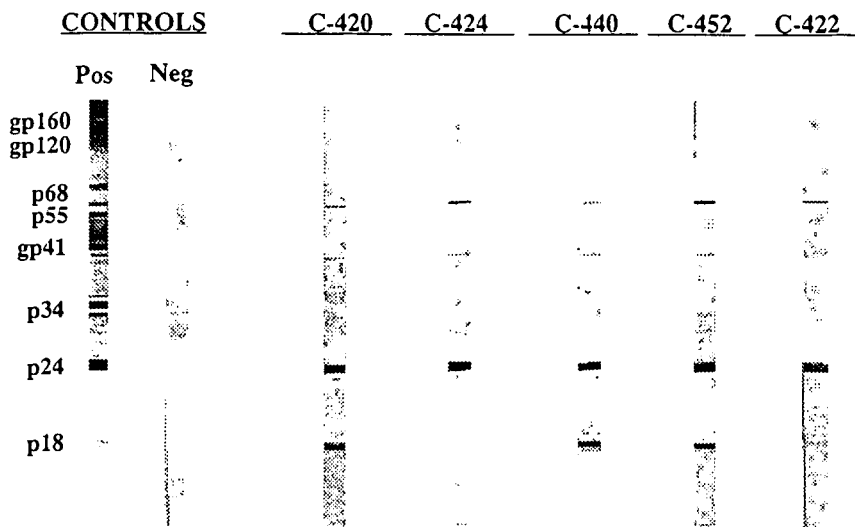 CONTROLS C-420 C-424 C-440 C-452 C-422
Pos Neg
gp160
gp120
p68
p55
gp41
p34
p24
p18